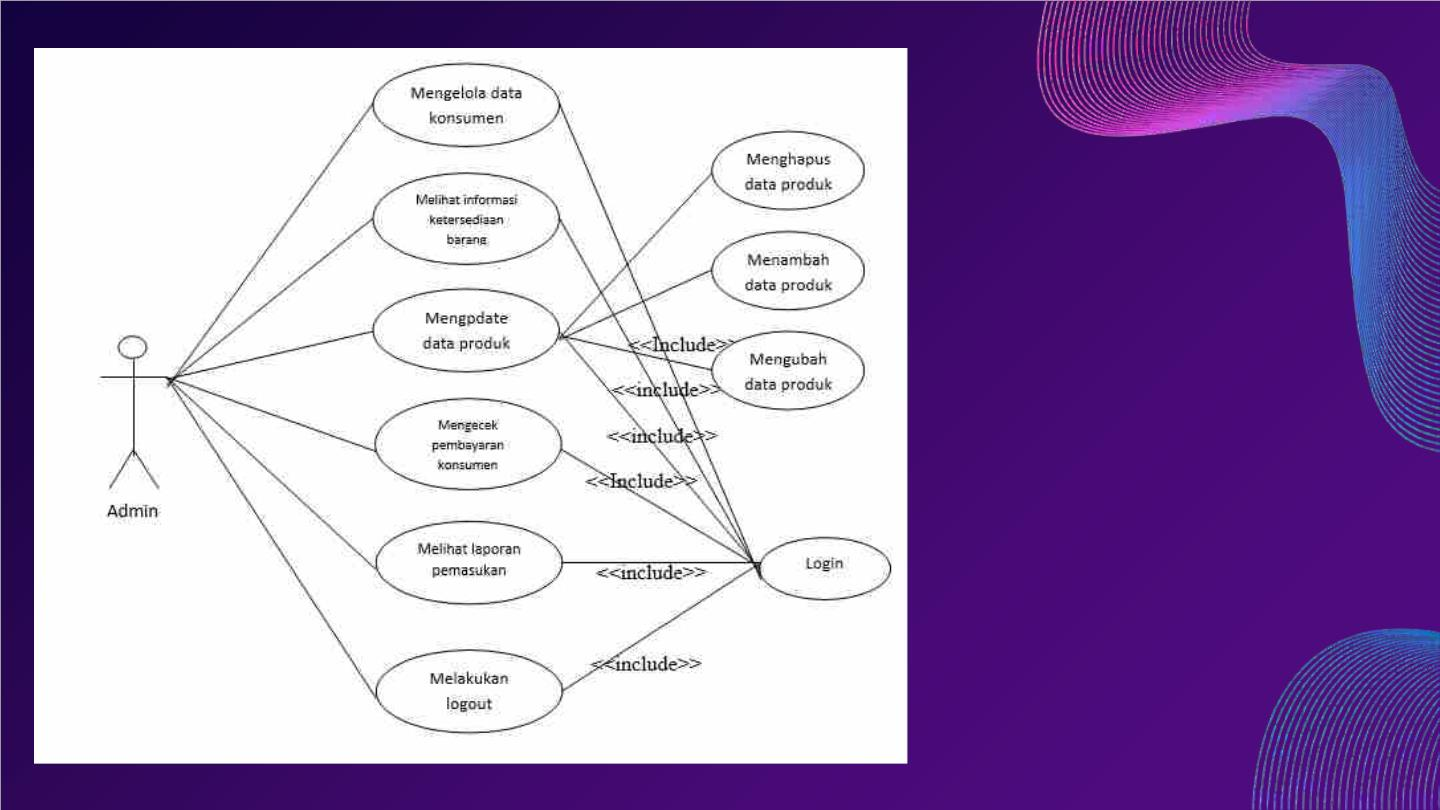 Mengelola data
konsumen
Melihat informasi
ketersediaan
barang
Mengpdate
data produk
Mengecek
pembayaran
konsumen
Melihat laporan
pemasukan
Melakukan
logout
Admin
Menghapus
data produk
Menambah
data produk
Mengubah
data produk
<<Include>>
<<include>>
<<include>>
<<Include>>
<<include>>
<<include>>
Login